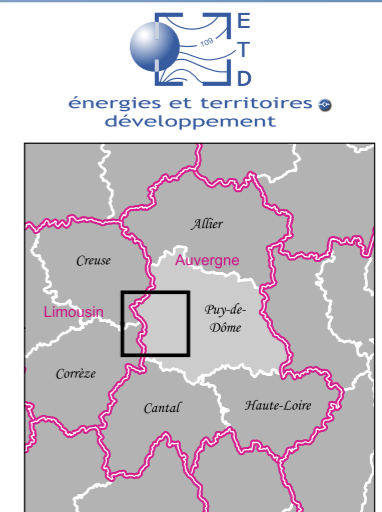 E
T
D
109
énergies et territoires
développement
Allier
Creuse
Auvergne
Limousin
Puy-de-
Dôme
Corrèze
Cantal
Haute-Loire